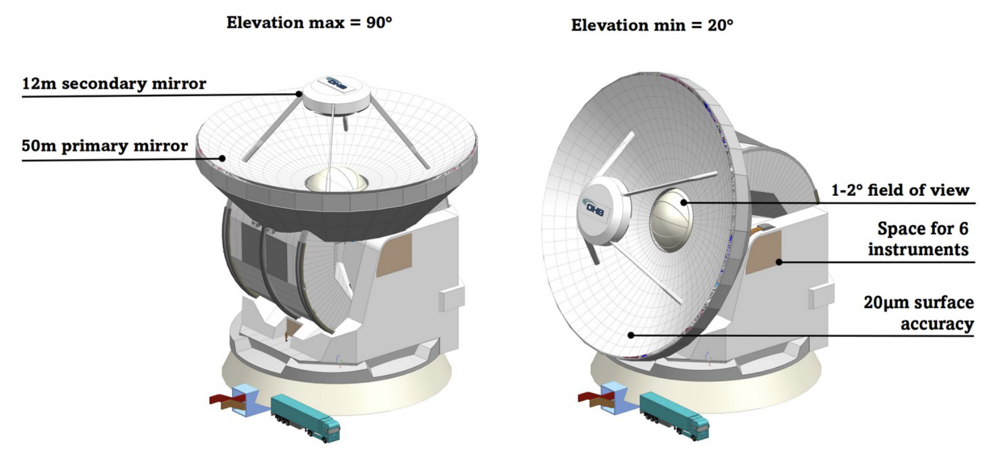 Elevation max = 90°
Elevation min = 20°
12m secondary mirror
50m primary mirror
OHB
OHB
1-2° field of view
Space for 6
instruments
20μm surface
accuracy